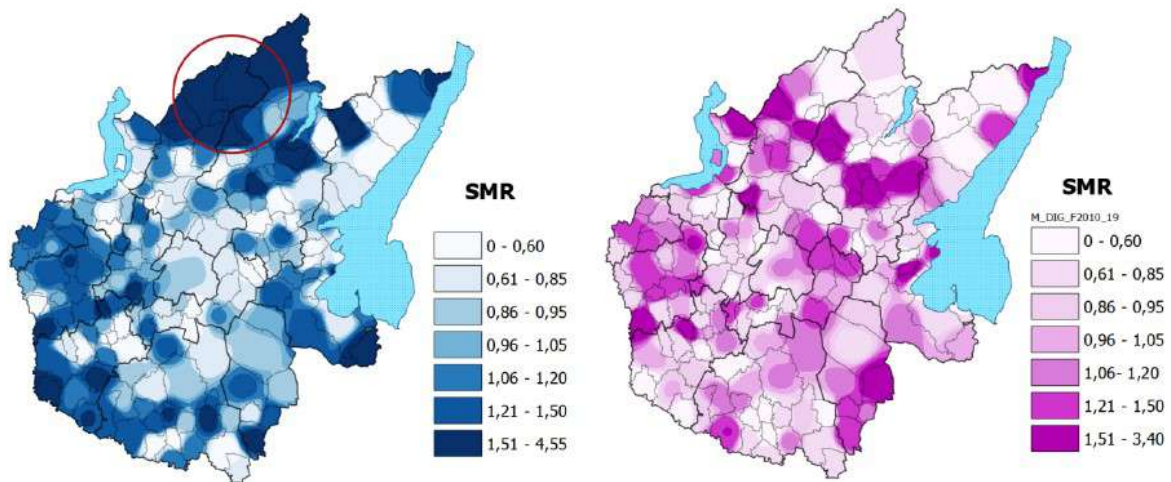 SMR
0 - 0,60
0,61 - 0,85
0,86 - 0,95
0,96 - 1,05
1,06 - 1,20
1,21 - 1,50
1,51 - 4,55
SMR
M_DIG_F2010_19
0 - 0,60
0,61 - 0,85
0,86 - 0,95
0,96 - 1,05
1,06- 1,20
1,21 - 1,50
1,51 - 3,40